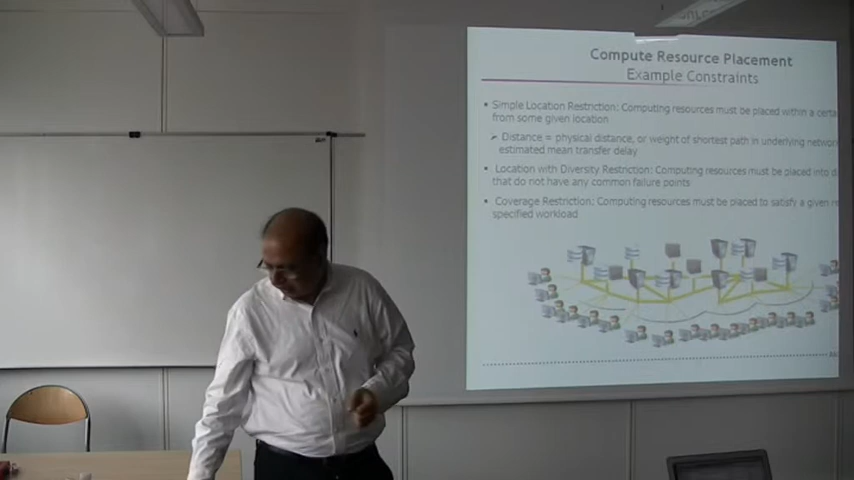 Compute Resource Placement
Example Constraints
Simple Location Restriction: Computing resources must be placed within a certa
from some given location
Distance = physical distance, or weight of shortest path in underlying network
estimated mean transfer delay
Location with Diversity Restriction: Computing resources must be placed into d
that do not have any common failure points
Coverage Restriction: Computing resources must be placed to satisfy a given re
specified of workload